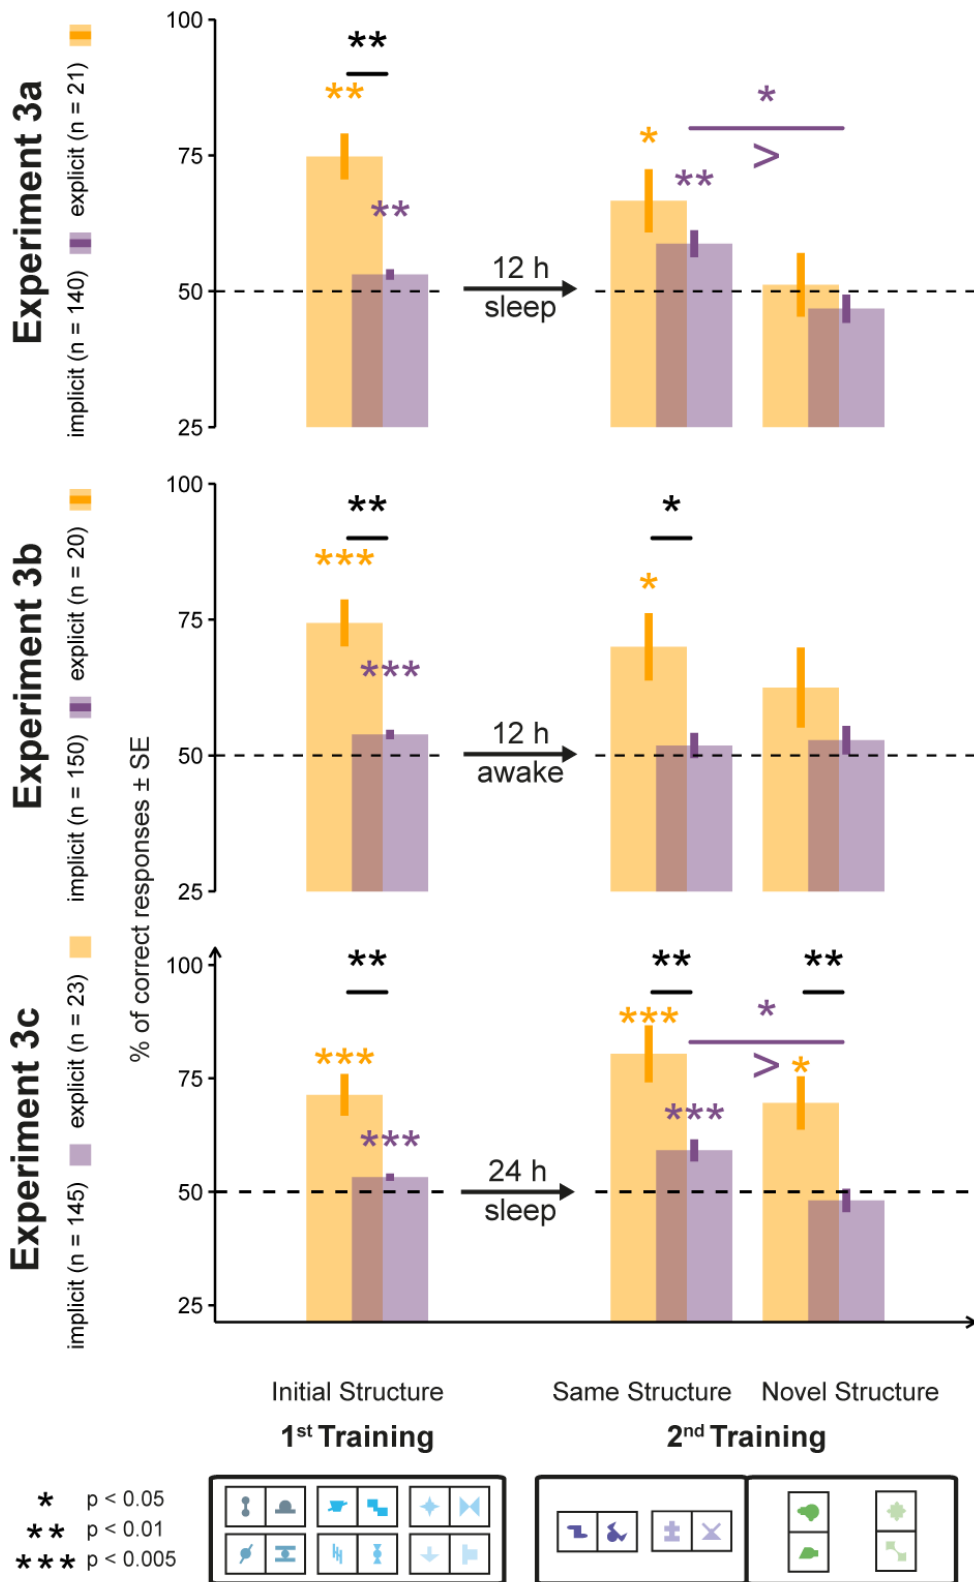 Experiment 3a
implicit (n = 140) explicit (n = 21)
100
75
50
25
**
**
**
12 h
sleep
*
**
*
>
Experiment 3b
implicit (n = 150) explicit (n = 20)
% of correct responses ± SE
100
75
50
25
**
***
***
12 h
awake
*
*
Experiment 3c
implicit (n = 145) explicit (n = 23)
100
75
50
25
**
***
***
24 h
sleep
**
***
***
*
>
**
*
Initial Structure Same Structure Novel Structure
1st Training 2nd Training
* p < 0.05
** p < 0.01
*** p < 0.005